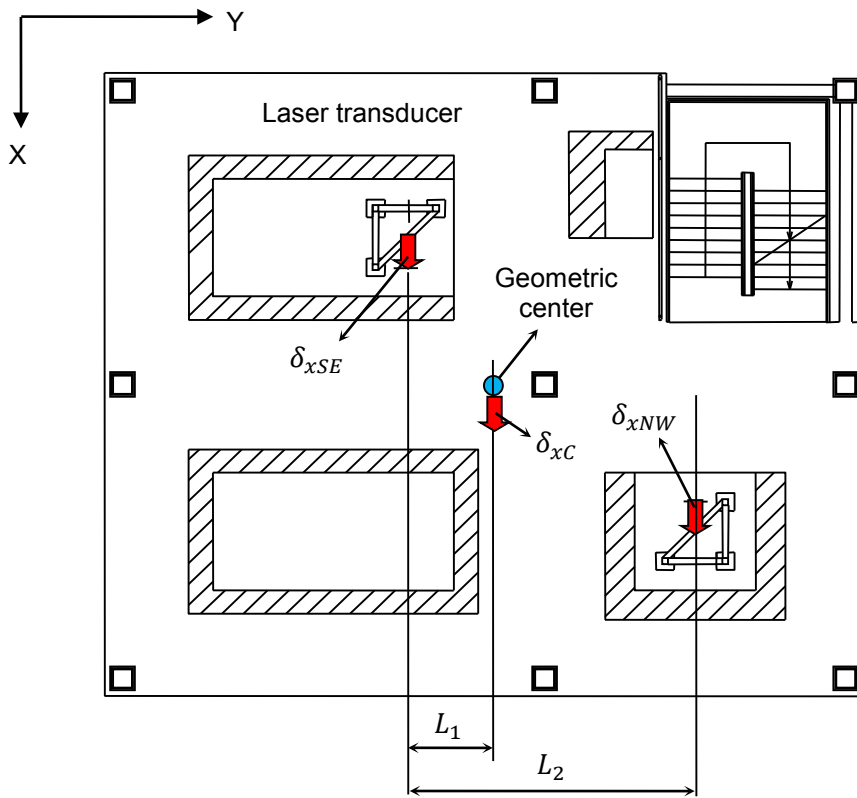 Y
X
Laser transducer
Geometric
center
δxSE
δxNW
δxC
L1
L2